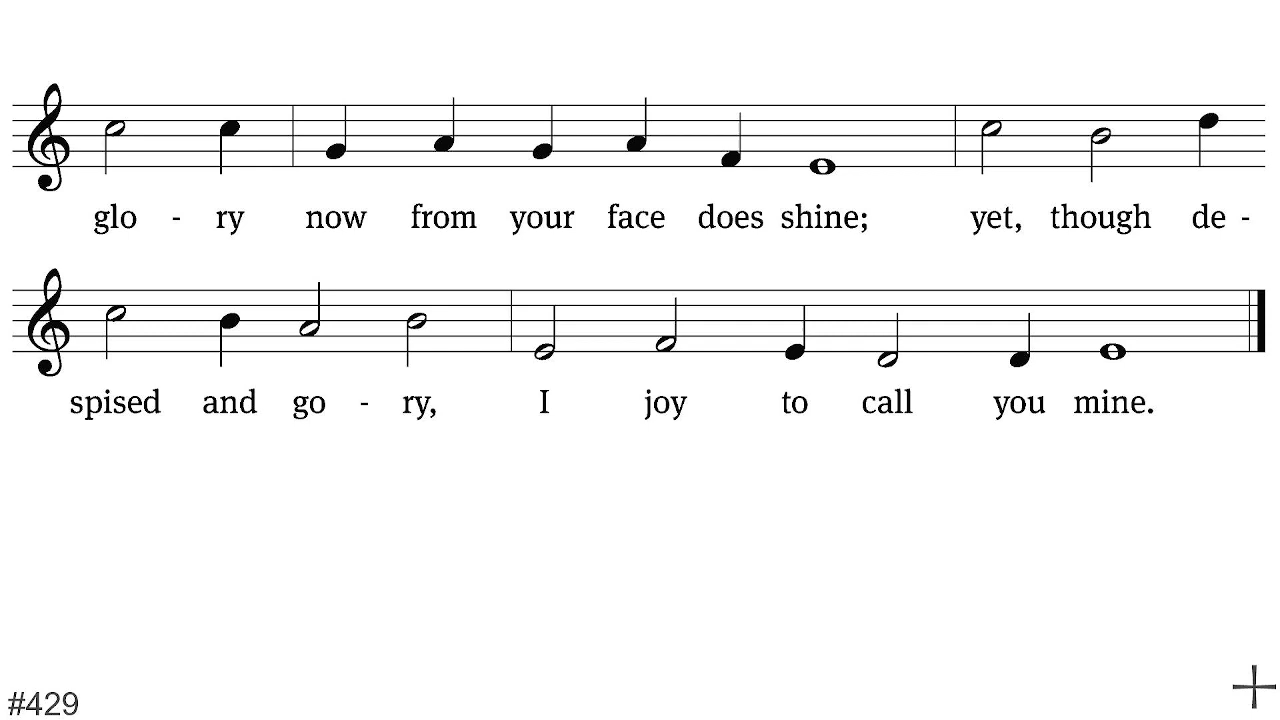 glo - ry now from your face does shine; yet, though de -
spised and go - ry, I joy to call you mine.
#429